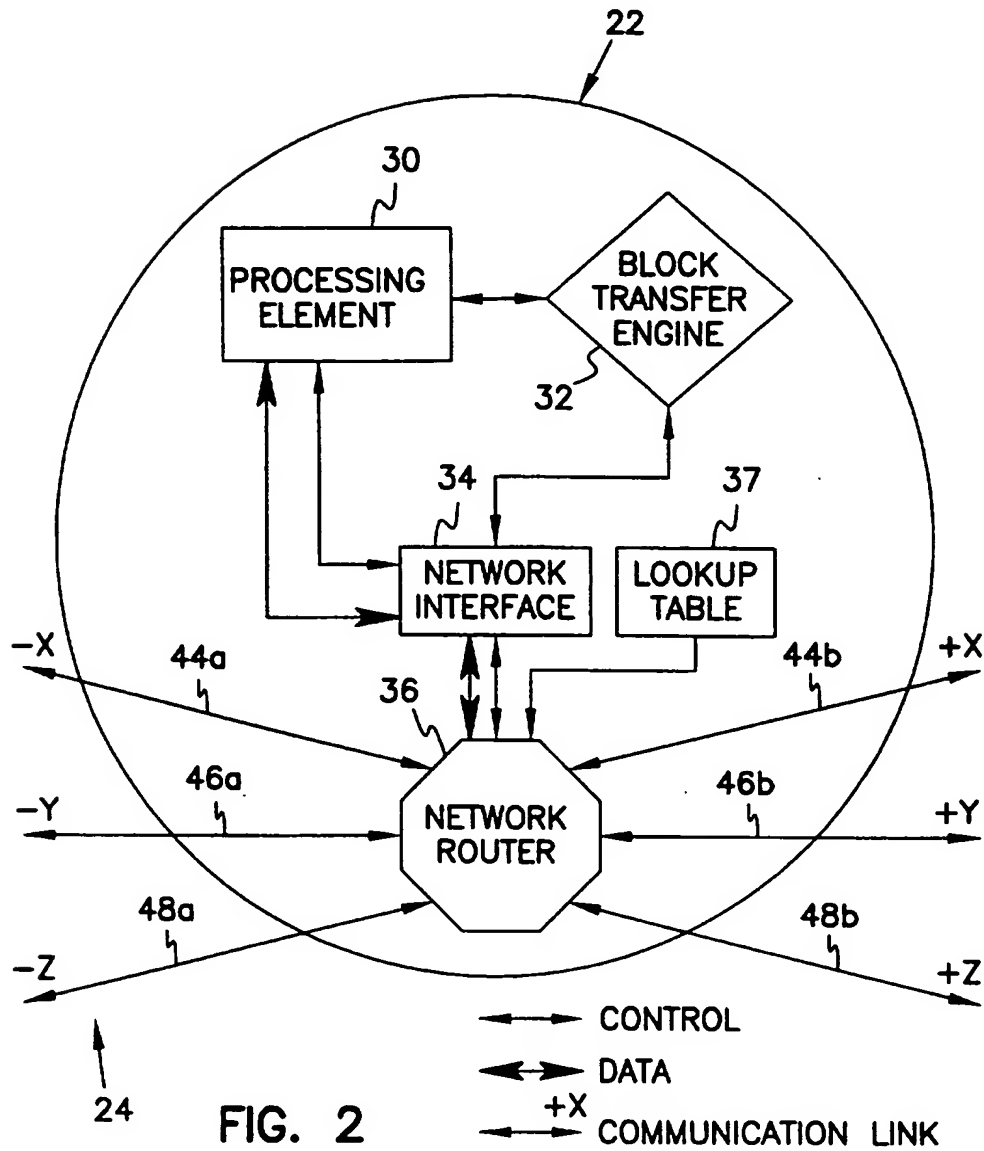 22
30
PROCESSING
ELEMENT
BLOCK
TRANSFER
ENGINE
32
34
37
NETWORK
INTERFACE
LOOKUP
TABLE
-X
44a
36
44b
+X
-Y
46a
NETWORK
ROUTER
46b
+Y
-Z
48a
48b
+Z
24
FIG. 2
CONTROL
DATA
+X
COMMUNICATION LINK